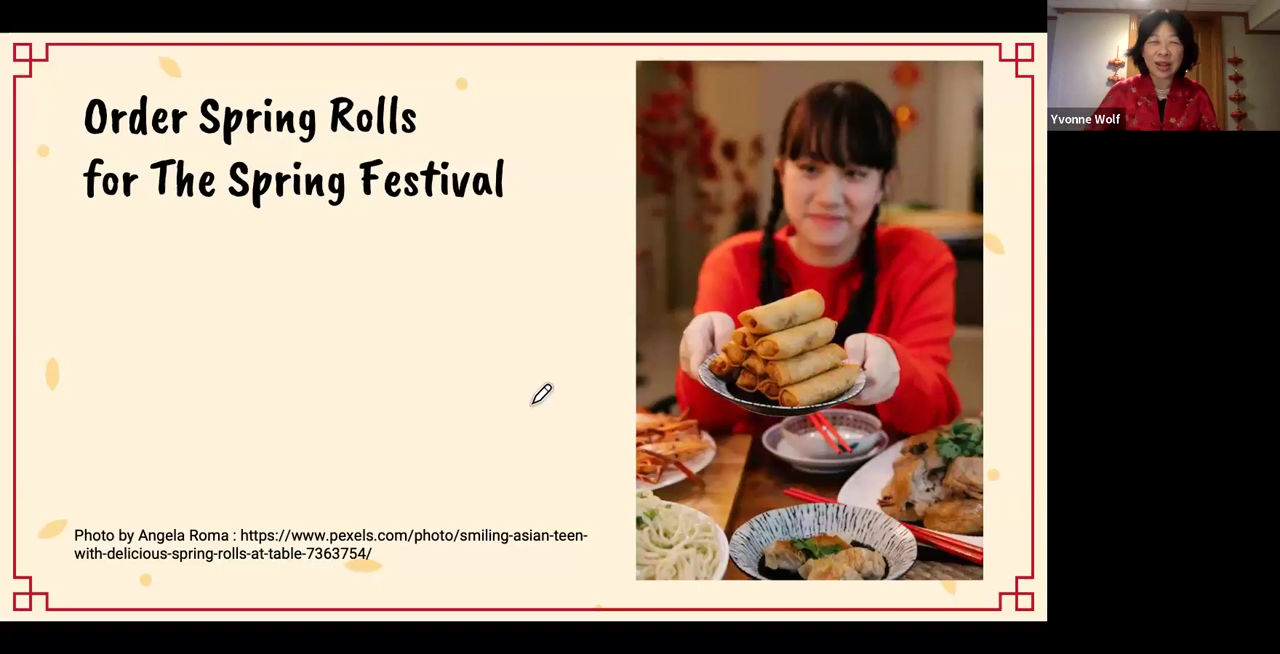 Order Spring Rolls
for The Spring Festival
Photo by Angela Roma : https://www.pexels.com/photo/smiling-asian-teen-
with-delicious-spring-rolls-at-table-7363754/
Yvonne Wolf